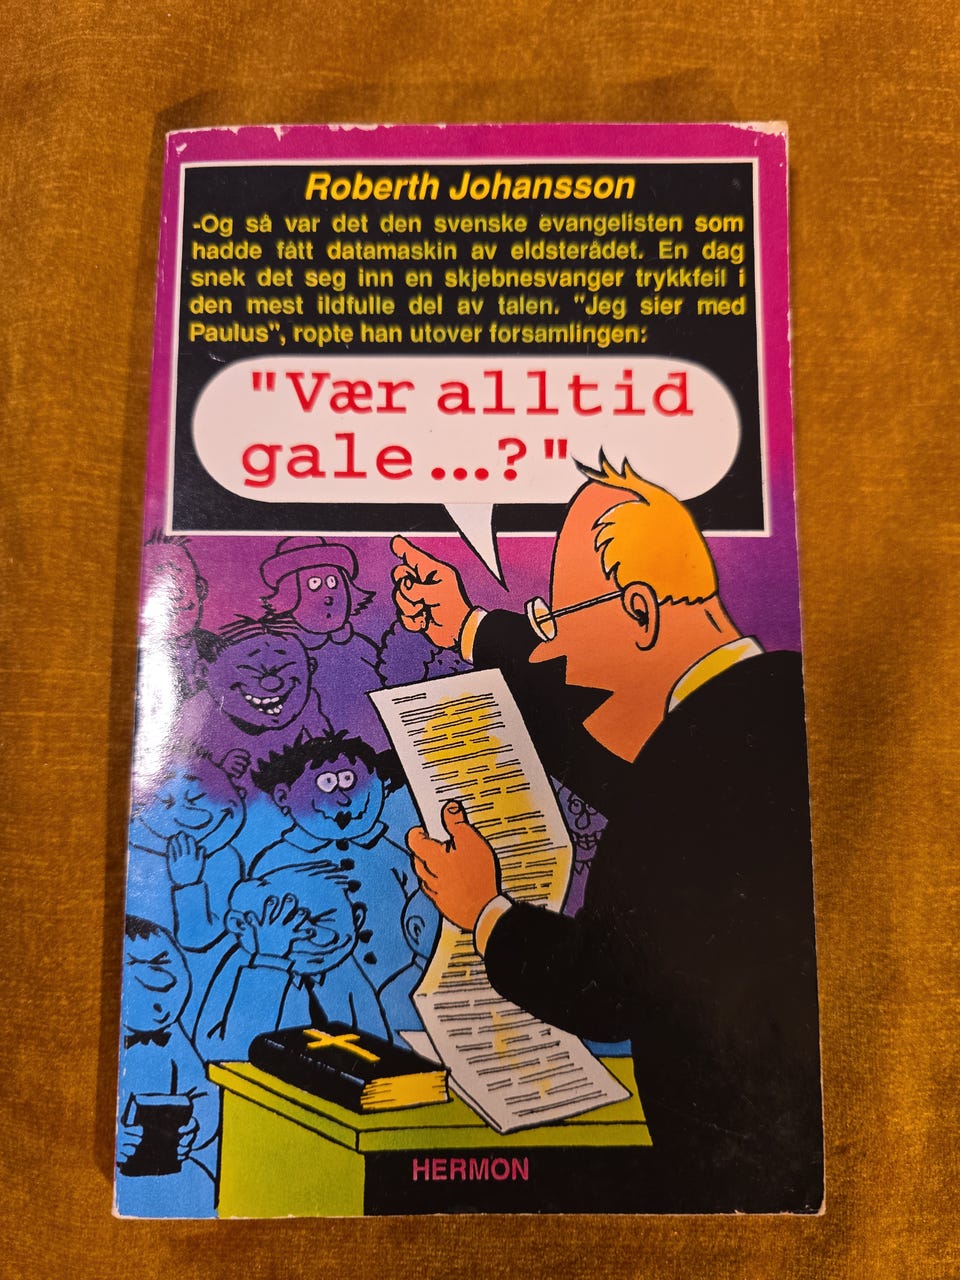 Roberth Johansson
-Og så var det den svenske evangelisten som
hadde fått datamaskin av eldsterådet. En dag
snek det seg inn en skjebnesvanger trykkfeil i
den mest ildfulle del av talen. "Jeg sier med
Paulus", ropte han utover forsamlingen:
"Vær alltid
gale...?"
HERMON